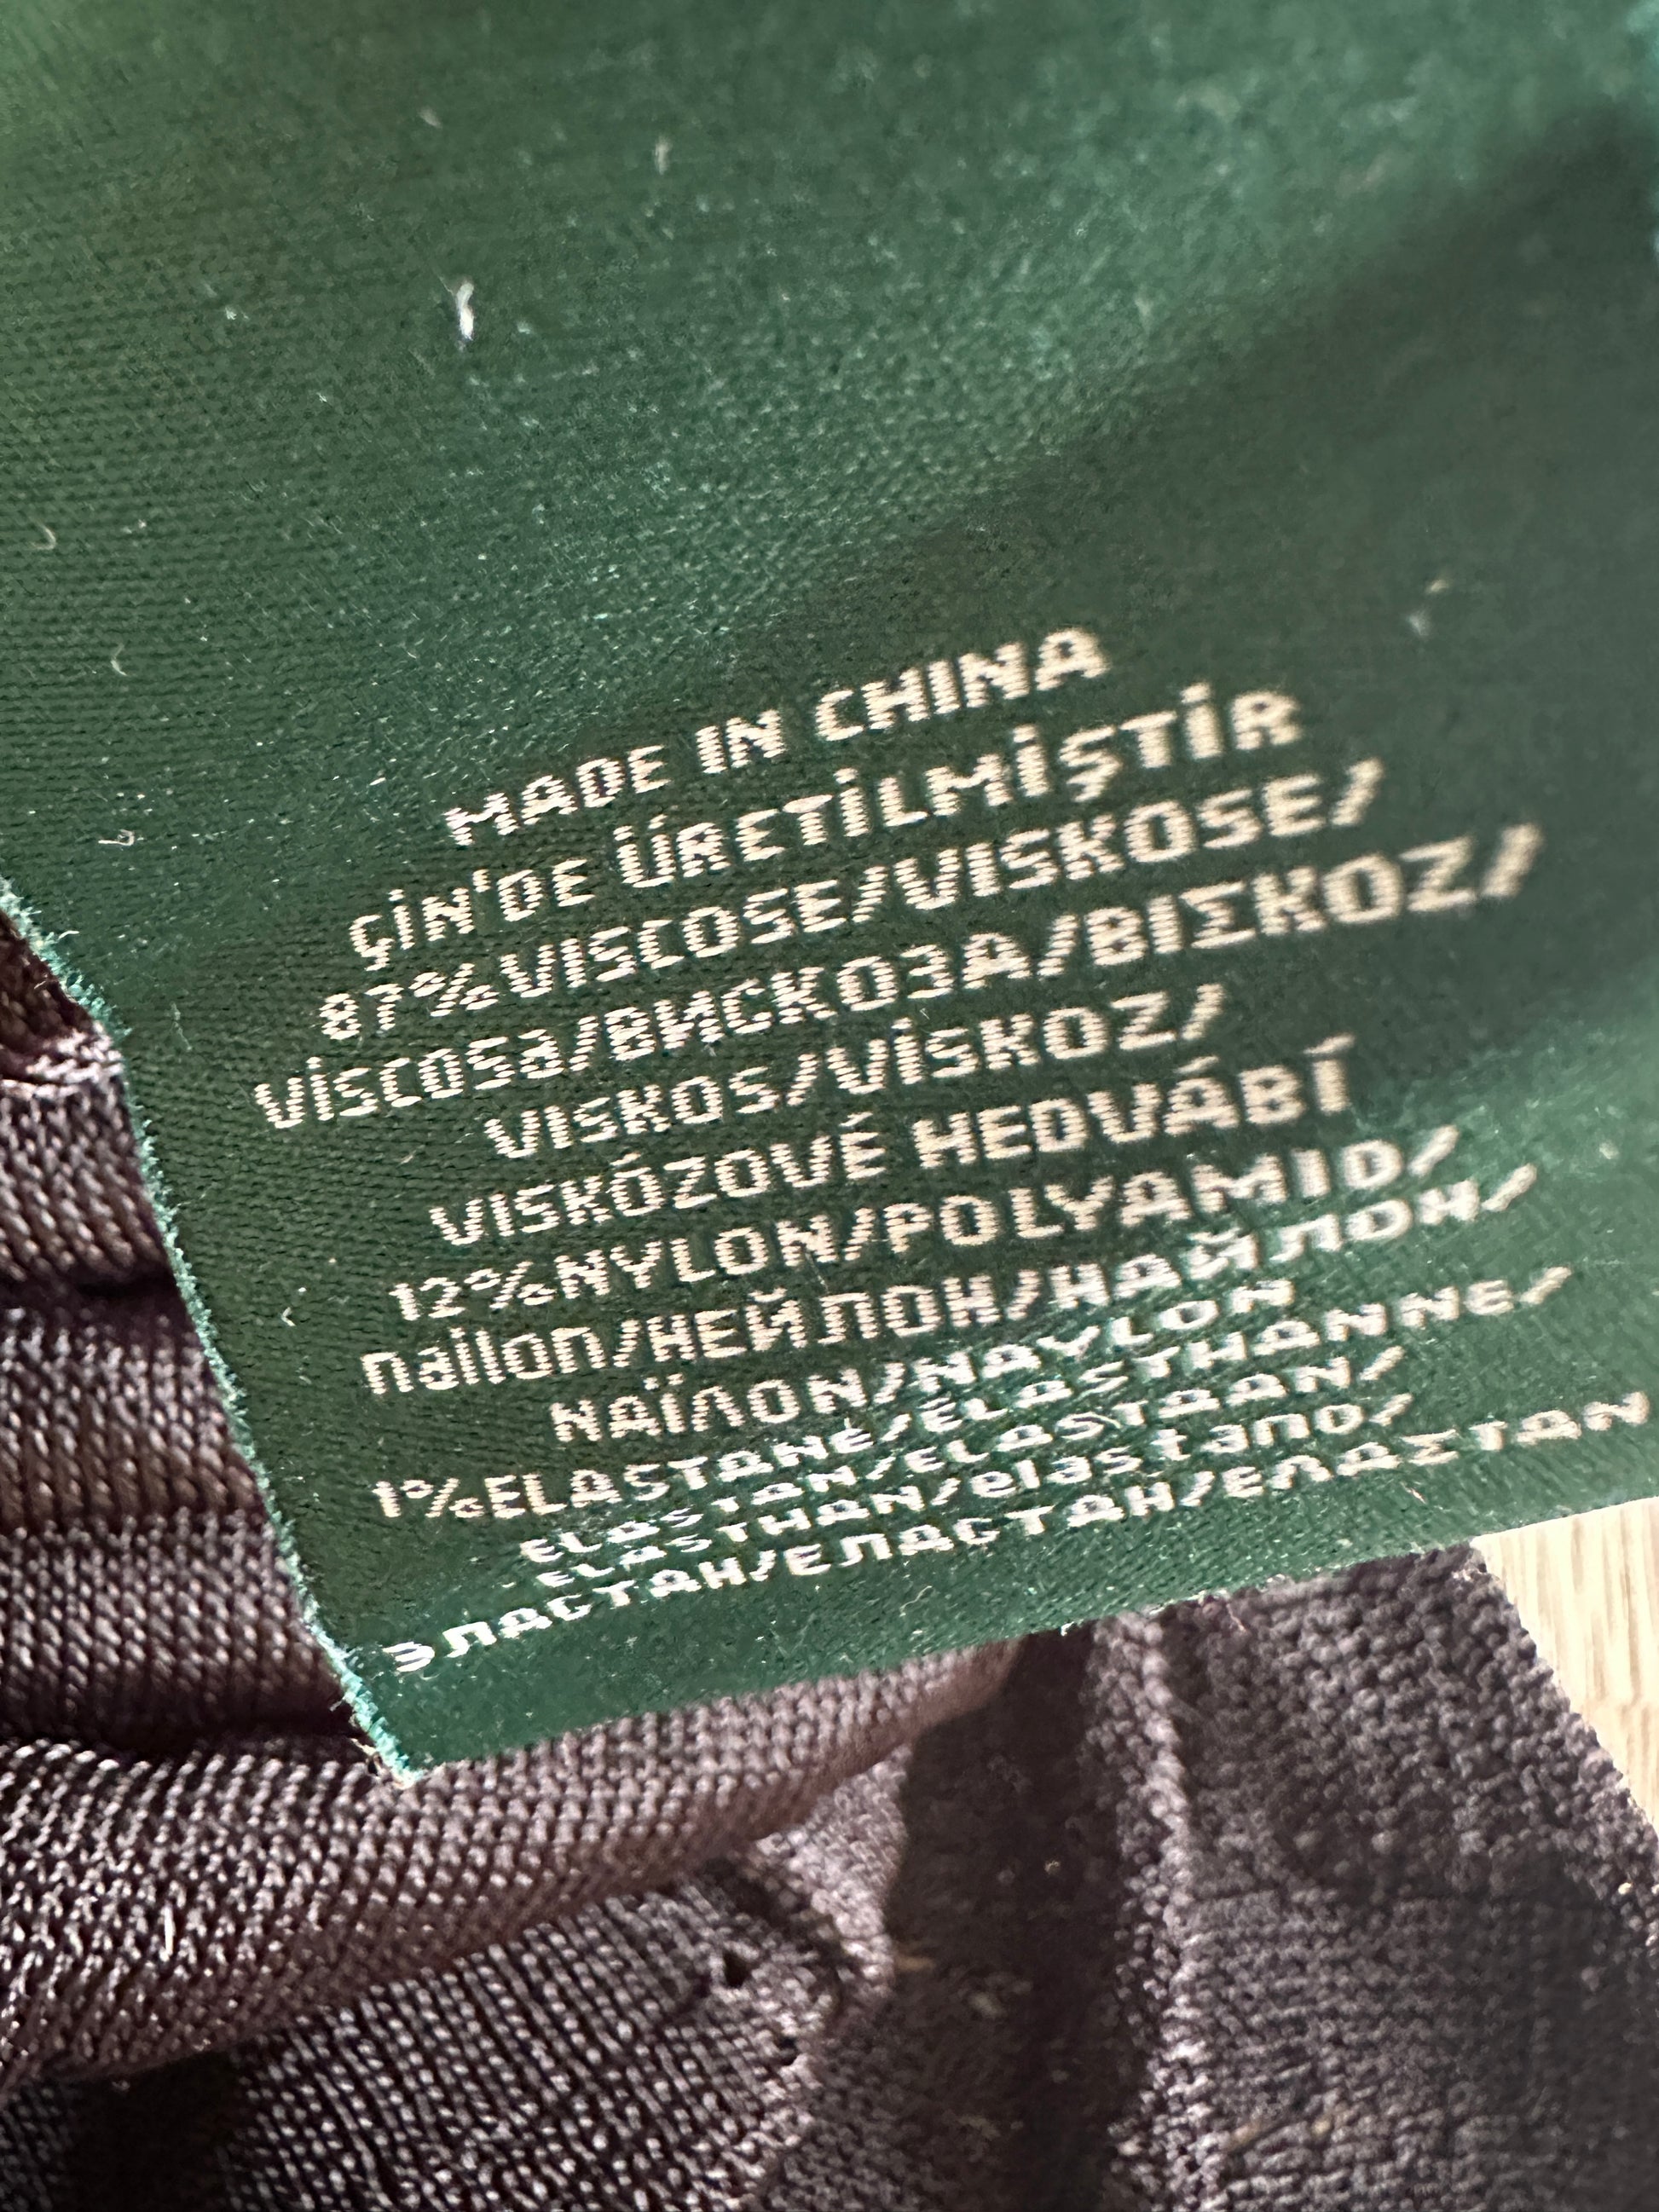 MADE IN CHINA
ÇİN'DE ÜRETİLMİŞTİR
87%VISCOSE/VISKOSE/
viscosa/ВИСКОЗА/ΒΙΣΚΟΖ/
VISKOS/VİSKOZ/
VISKÓZOVÉ HEDVÁBÍ
12%NYLON/POLYAMID/
nailon/НЕЙЛОН/НАЙЛОН/
ΝΑΪΛΟΝ/NAYLON
1%ELASTANE/ÉLASTHANNE/
ELASTAN/ELASTAAN/
ELASTHAN/elastano/
ЭЛАСТАН/ЕЛАСТАН/ΕΛΑΣΤΑΝ